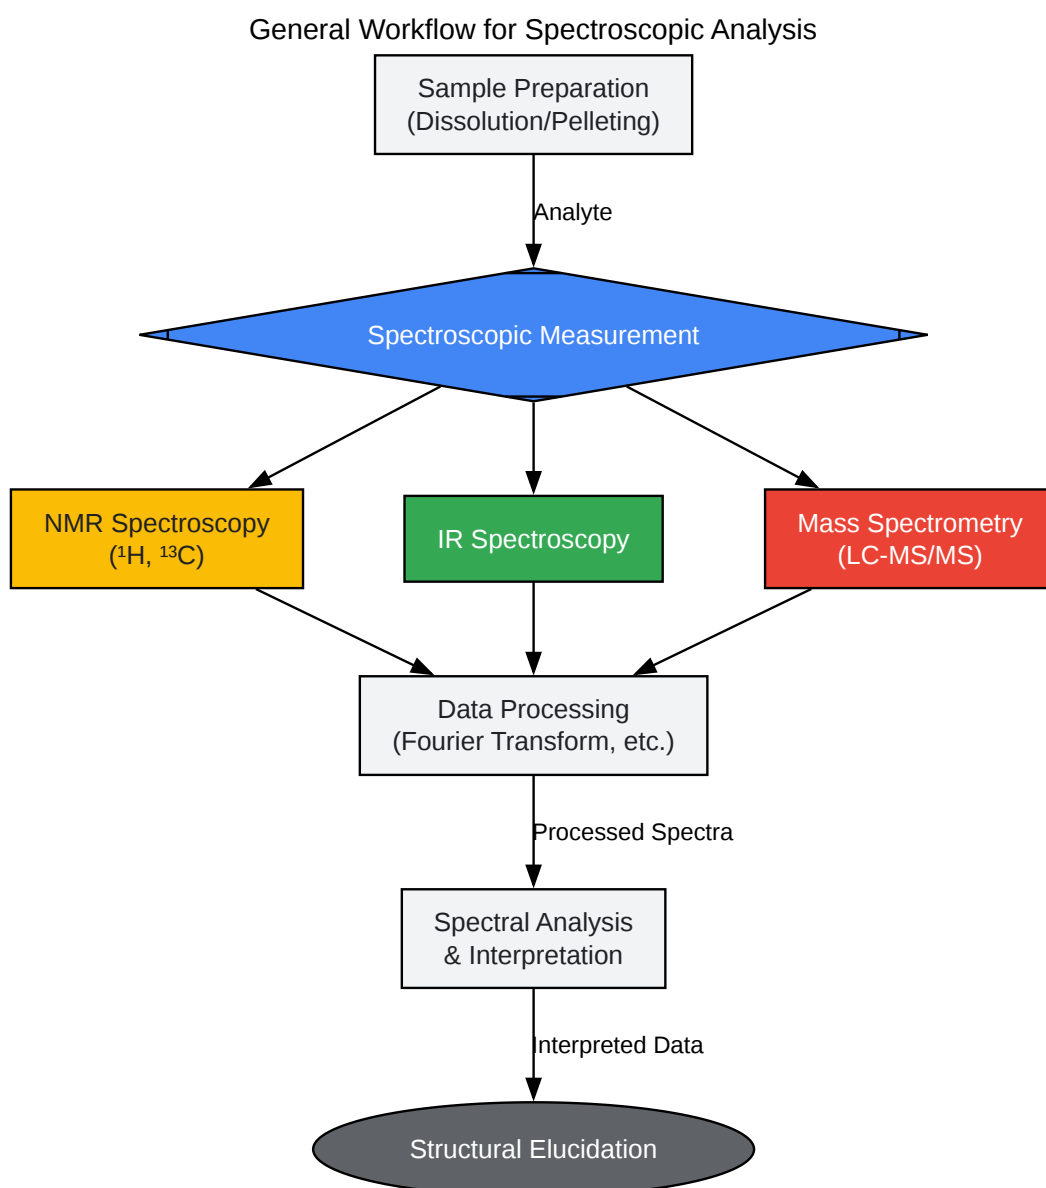 General Workflow for Spectroscopic Analysis
Sample Preparation
(Dissolution/Pelleting)
Analyte
Spectroscopic Measurement
NMR Spectroscopy
(¹H, ¹³C)
IR Spectroscopy
Mass Spectrometry
(LC-MS/MS)
Data Processing
(Fourier Transform, etc.)
Processed Spectra
Spectral Analysis
& Interpretation
Interpreted Data
Structural Elucidation